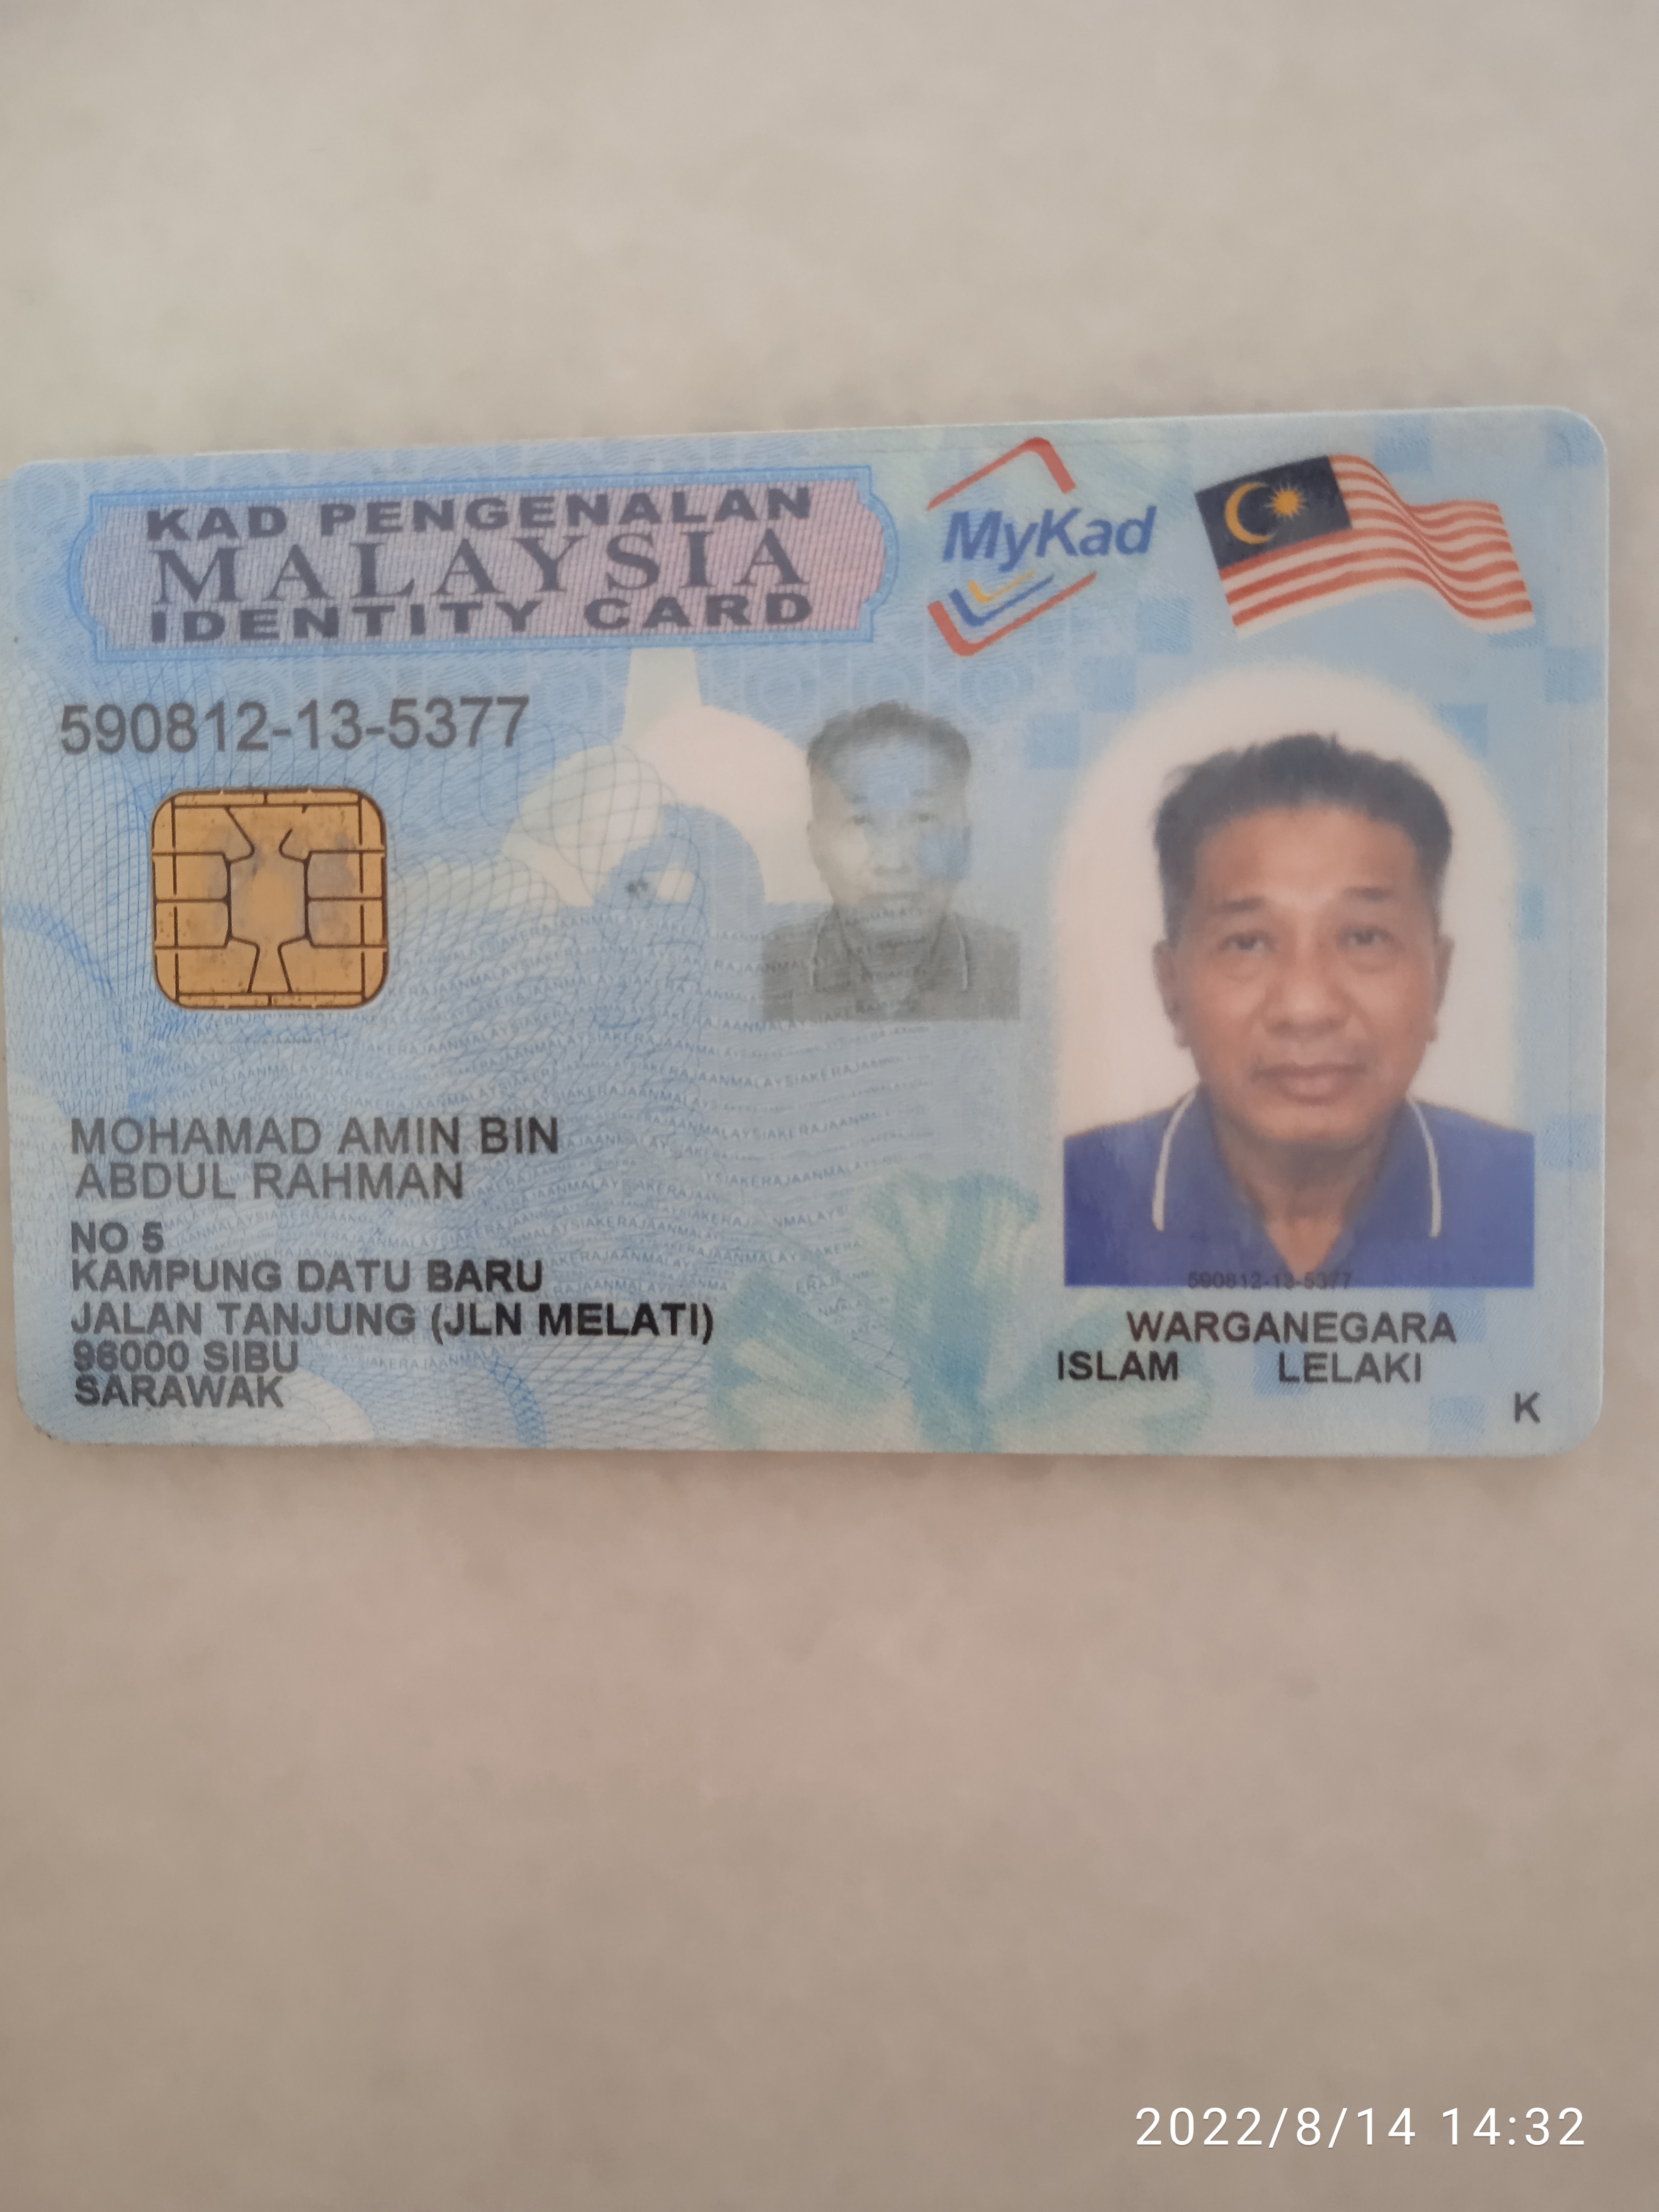 KAD PENGENALAN
MALAYSIA
IDENTITY CARD
MyKad
590812-13-5377
MOHAMAD AMIN BIN
ABDUL RAHMAN
NO 5
KAMPUNG DATU BARU
JALAN TANJUNG (JLN MELATI)
96000 SIBU
SARAWAK
590812-13-5377
WARGANEGARA
ISLAM LELAKI
K
2022/8/14 14:32